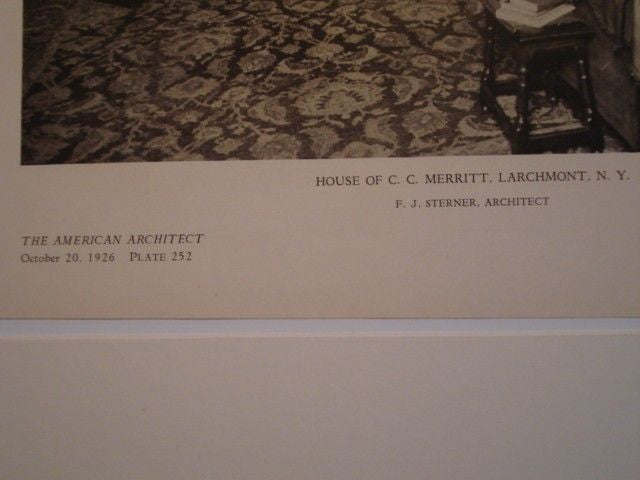 HOUSE OF C. C. MERRITT, LARCHMONT, N. Y.
F. J. STERNER, ARCHITECT
THE AMERICAN ARCHITECT
October 20, 1926 PLATE 252